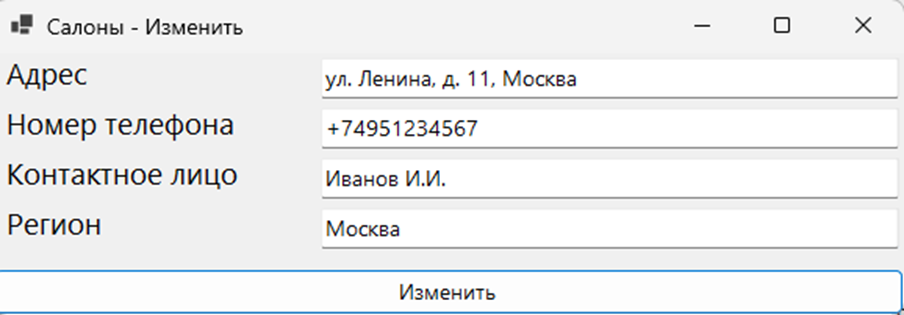 Салоны - Изменить
Адрес ул. Ленина, д. 11, Москва
Номер телефона +74951234567
Контактное лицо Иванов И.И.
Регион Москва
Изменить